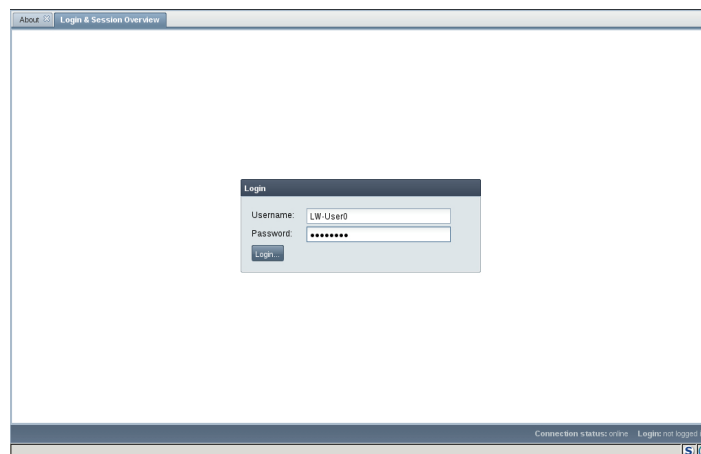 About Login & Session Overview
Login
Username: LW-User0
Password: ••••••••
Login...
Connection status: online Login: not logged
S